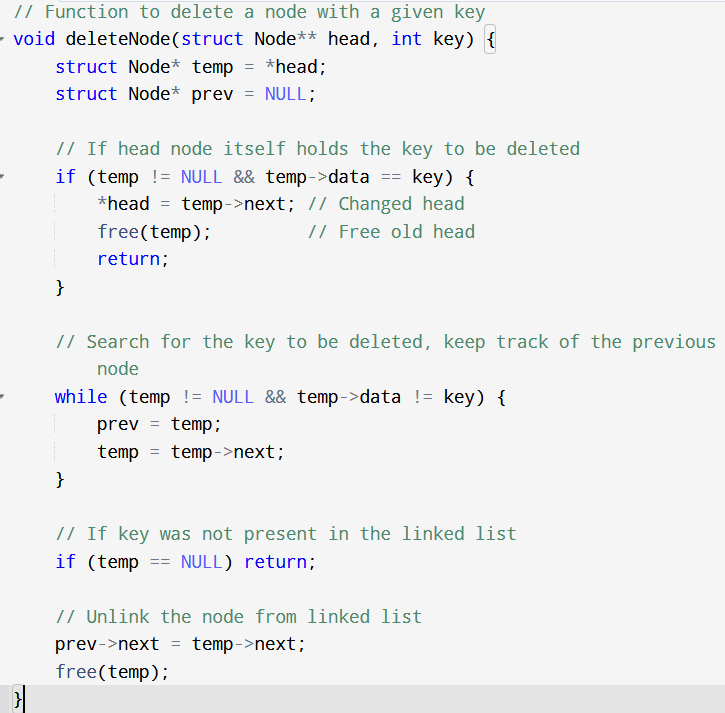 // Function to delete a node with a given key
void deleteNode(struct Node** head, int key) {
    struct Node* temp = *head;
    struct Node* prev = NULL;

    // If head node itself holds the key to be deleted
    if (temp != NULL && temp->data == key) {
        *head = temp->next; // Changed head
        free(temp);         // Free old head
        return;
    }

    // Search for the key to be deleted, keep track of the previous
        node
    while (temp != NULL && temp->data != key) {
        prev = temp;
        temp = temp->next;
    }

    // If key was not present in the linked list
    if (temp == NULL) return;

    // Unlink the node from linked list
    prev->next = temp->next;
    free(temp);
}